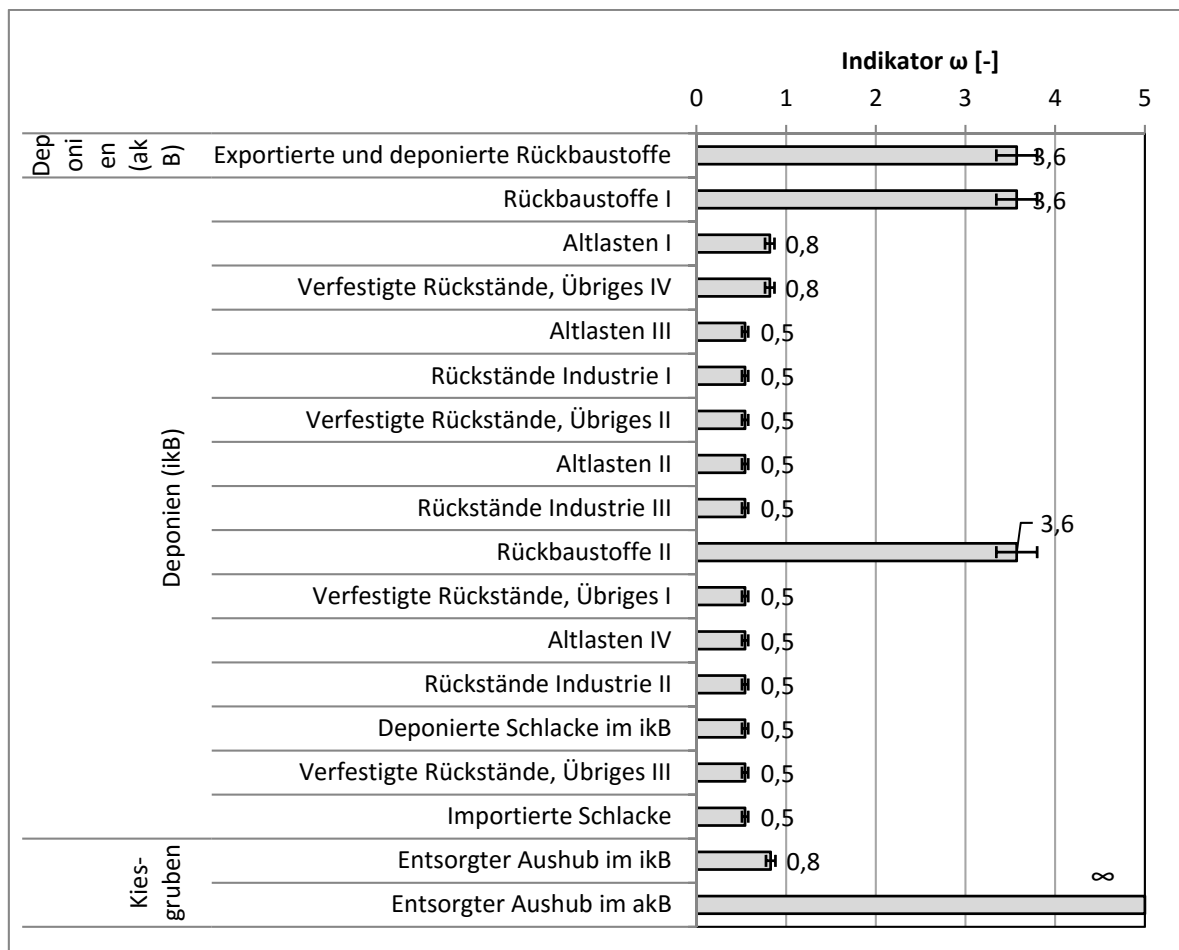 Indikator ω [-]
0 1 2 3 4 5
Dep
oni
en
(ak
B)
Exportierte und deponierte Rückbaustoffe 3,6
Deponien (ikB)
Rückbaustoffe I 3,6
Altlasten I 0,8
Verfestigte Rückstände, Übriges IV 0,8
Altlasten III 0,5
Rückstände Industrie I 0,5
Verfestigte Rückstände, Übriges II 0,5
Altlasten II 0,5
Rückstände Industrie III 0,5
Rückbaustoffe II 3,6
Verfestigte Rückstände, Übriges I 0,5
Altlasten IV 0,5
Rückstände Industrie II 0,5
Deponierte Schlacke im ikB 0,5
Verfestigte Rückstände, Übriges III 0,5
Importierte Schlacke 0,5
Kies-
gruben
Entsorgter Aushub im ikB 0,8
Entsorgter Aushub im akB ∞